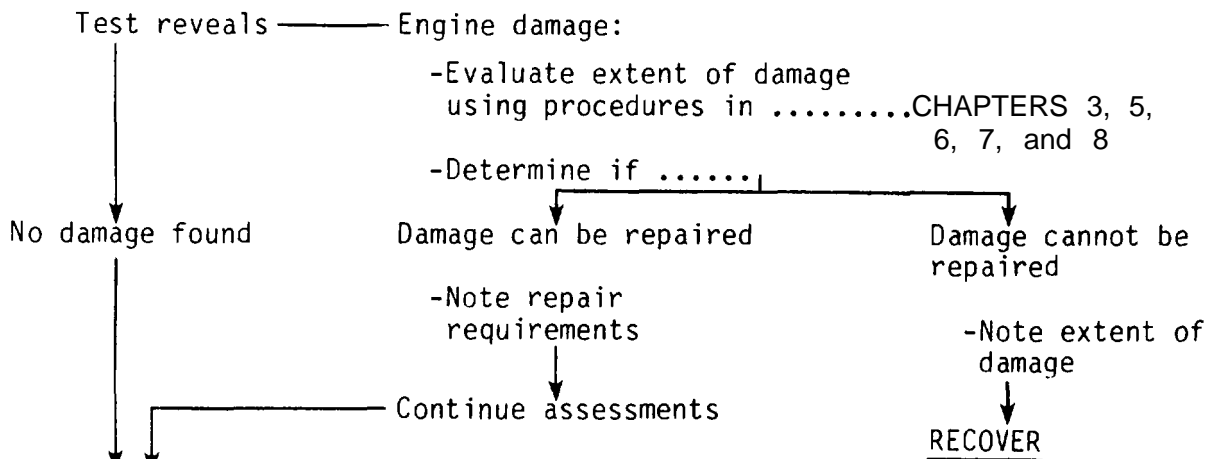 Test reveals Engine damage:
-Evaluate extent of damage
using procedures in .........CHAPTERS 3, 5,
6, 7, and 8
-Determine if ......
No damage found Damage can be repaired Damage cannot be
repaired
-Note repair
requirements
-Note extent of
damage
Continue assessments
RECOVER